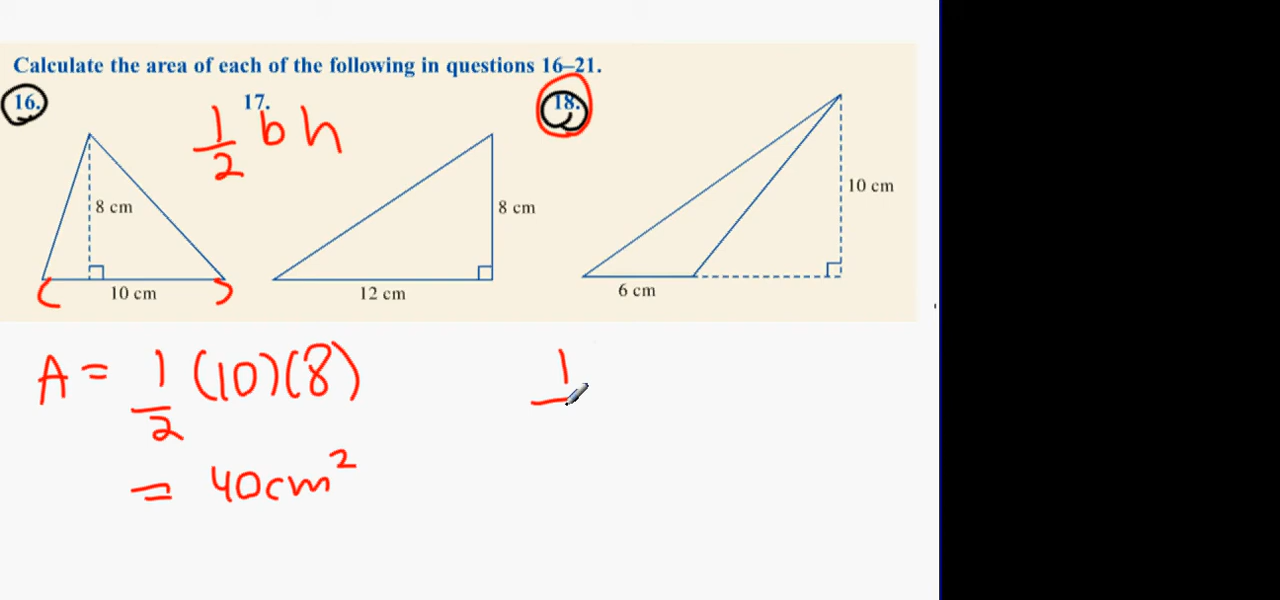 Calculate the area of each of the following in questions 16–21.
16.
17.
18.
1/2 b h
8 cm
10 cm
8 cm
12 cm
10 cm
6 cm
A = 1/2 (10)(8)
= 40cm²
1